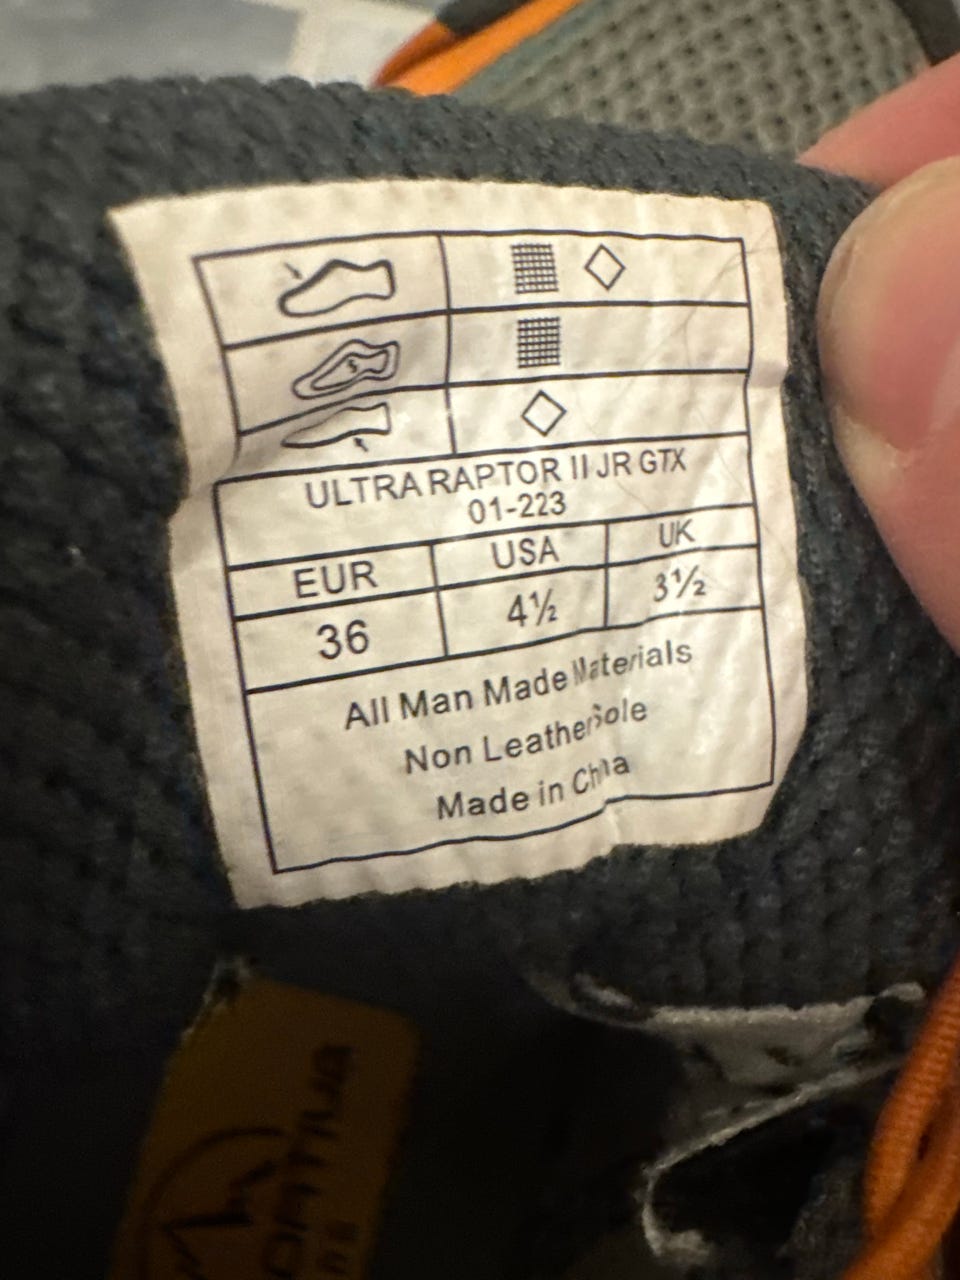 ULTRA RAPTOR II JR GTX
01-223
EUR USA UK
36 4½ 3½
All Man Made Materials
Non Leather Sole
Made in China
ORTHOLITE